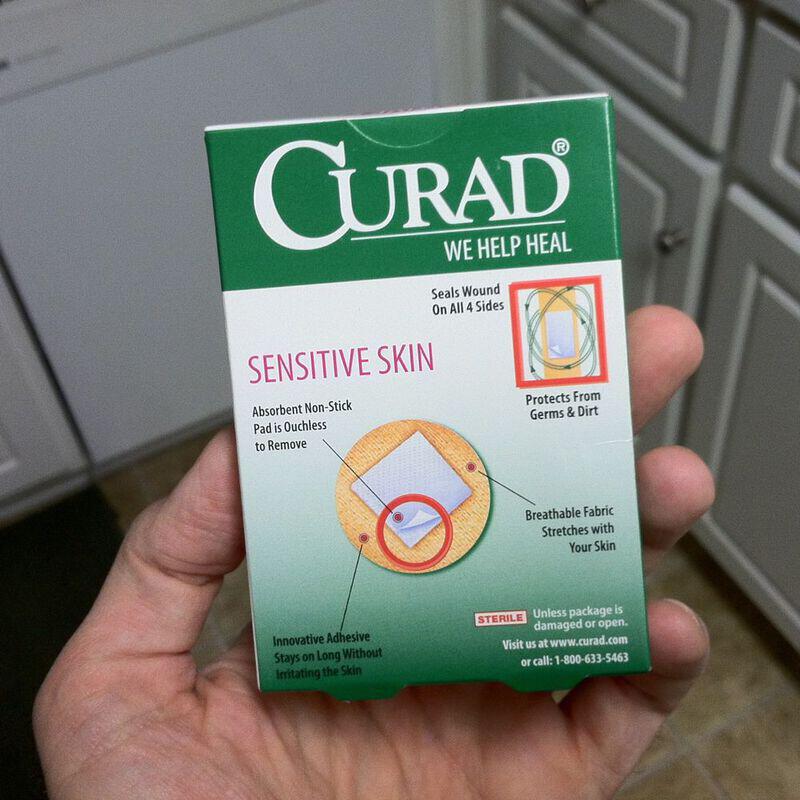 CURAD®
WE HELP HEAL
Seals Wound
On All 4 Sides
Protects From
Germs & Dirt
SENSITIVE SKIN
Absorbent Non-Stick
Pad is Ouchless
to Remove
Breathable Fabric
Stretches with
Your Skin
Innovative Adhesive
Stays on Long Without
Irritating the Skin
STERILE Unless package is
damaged or open.
Visit us at www.curad.com
or call: 1-800-633-5463